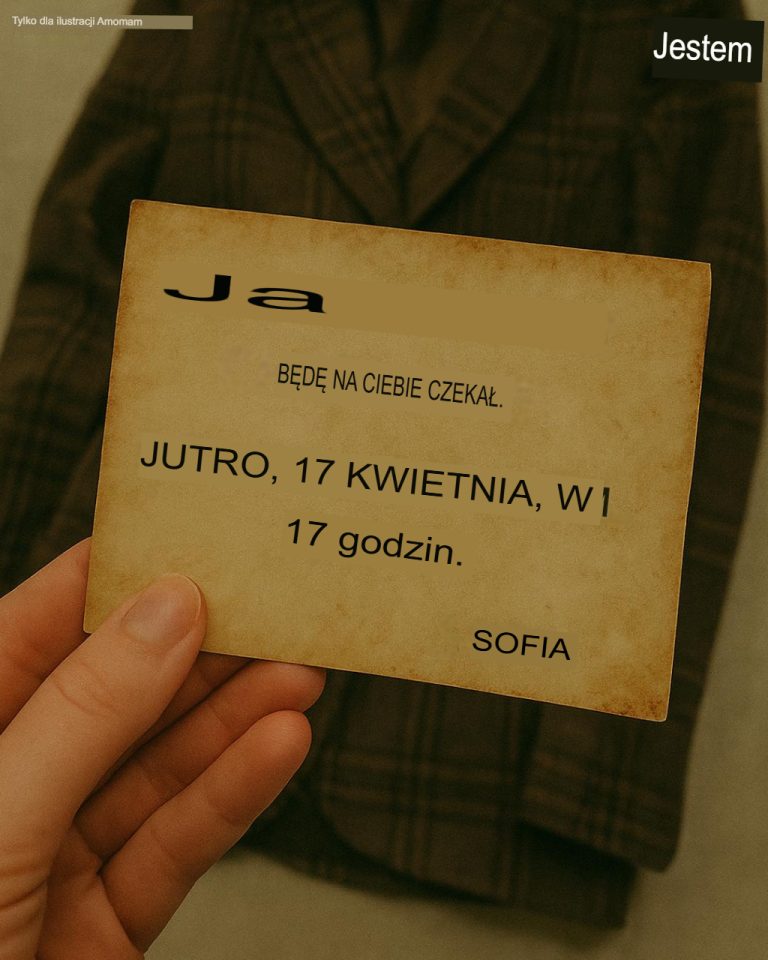 Tylko dla ilustracji Amomam
Jestem
Ja
BĘDĘ NA CIEBIE CZEKAŁ.
JUTRO, 17 KWIETNIA, W I
17 godzin.
SOFIA